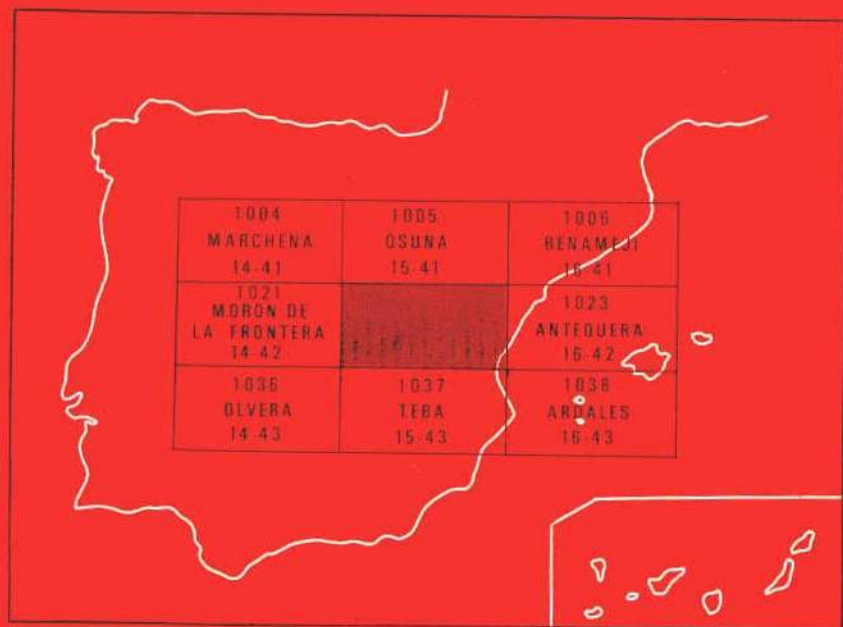 1004
MARCHENA
14-41
1005
OSUNA
15-41
1006
BENAMEJI
16-41
1021
MORON DE
LA FRONTERA
14-42
1023
ANTEQUERA
16-42
1036
OLVERA
14-43
1037
TEBA
15-43
1038
ARDALES
16-43